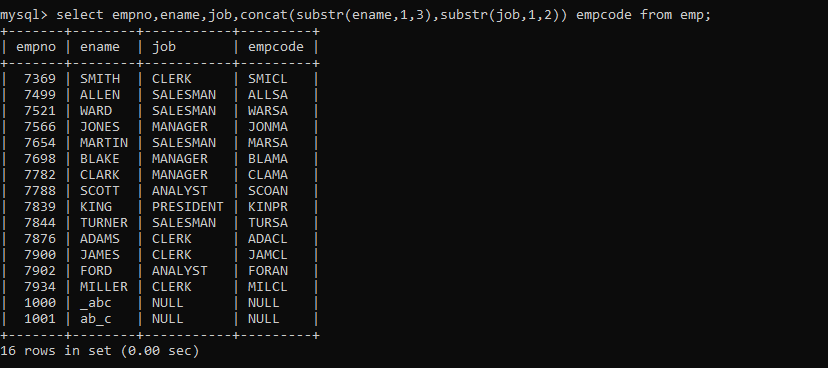 mysql> select empno,ename,job,concat(substr(ename,1,3),substr(job,1,2)) empcode from emp;
+-------+--------+-----------+---------+
| empno | ename  | job       | empcode |
+-------+--------+-----------+---------+
|  7369 | SMITH  | CLERK     | SMICL   |
|  7499 | ALLEN  | SALESMAN  | ALLSA   |
|  7521 | WARD   | SALESMAN  | WARSA   |
|  7566 | JONES  | MANAGER   | JONMA   |
|  7654 | MARTIN | SALESMAN  | MARSA   |
|  7698 | BLAKE  | MANAGER   | BLAMA   |
|  7782 | CLARK  | MANAGER   | CLAMA   |
|  7788 | SCOTT  | ANALYST   | SCOAN   |
|  7839 | KING   | PRESIDENT | KINPR   |
|  7844 | TURNER | SALESMAN  | TURSA   |
|  7876 | ADAMS  | CLERK     | ADACL   |
|  7900 | JAMES  | CLERK     | JAMCL   |
|  7902 | FORD   | ANALYST   | FORAN   |
|  7934 | MILLER | CLERK     | MILCL   |
|  1000 | _abc   | NULL      | NULL    |
|  1001 | ab_c   | NULL      | NULL    |
+-------+--------+-----------+---------+
16 rows in set (0.00 sec)